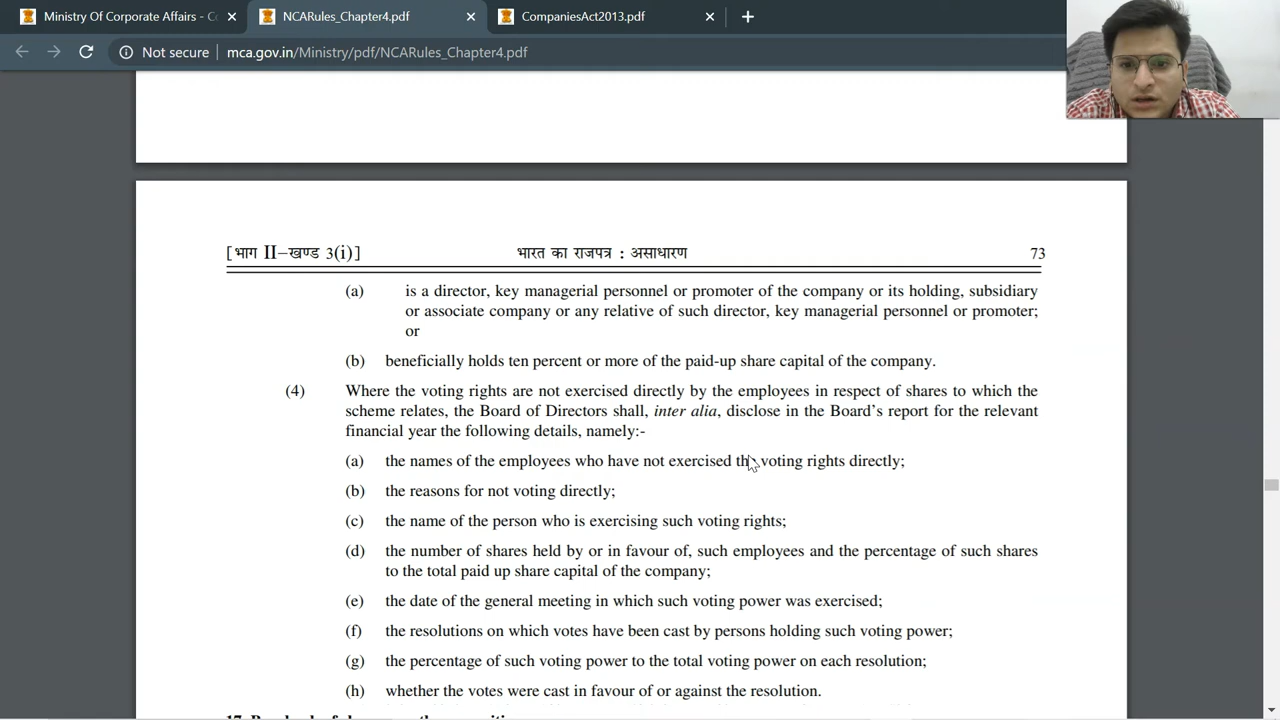 Ministry Of Corporate Affairs - Co
NCARules_Chapter4.pdf
CompaniesAct2013.pdf
Not secure
mca.gov.in/Ministry/pdf/NCARules_Chapter4.pdf
[भाग II–खण्ड 3(i)] भारत का राजपत्र : असाधारण 73
(a) is a director, key managerial personnel or promoter of the company or its holding, subsidiary
or associate company or any relative of such director, key managerial personnel or promoter;
or
(b) beneficially holds ten percent or more of the paid-up share capital of the company.
(4) Where the voting rights are not exercised directly by the employees in respect of shares to which the
scheme relates, the Board of Directors shall, inter alia, disclose in the Board's report for the relevant
financial year the following details, namely:-
(a) the names of the employees who have not exercised the voting rights directly;
(b) the reasons for not voting directly;
(c) the name of the person who is exercising such voting rights;
(d) the number of shares held by or in favour of, such employees and the percentage of such shares
to the total paid up share capital of the company;
(e) the date of the general meeting in which such voting power was exercised;
(f) the resolutions on which votes have been cast by persons holding such voting power;
(g) the percentage of such voting power to the total voting power on each resolution;
(h) whether the votes were cast in favour of or against the resolution.